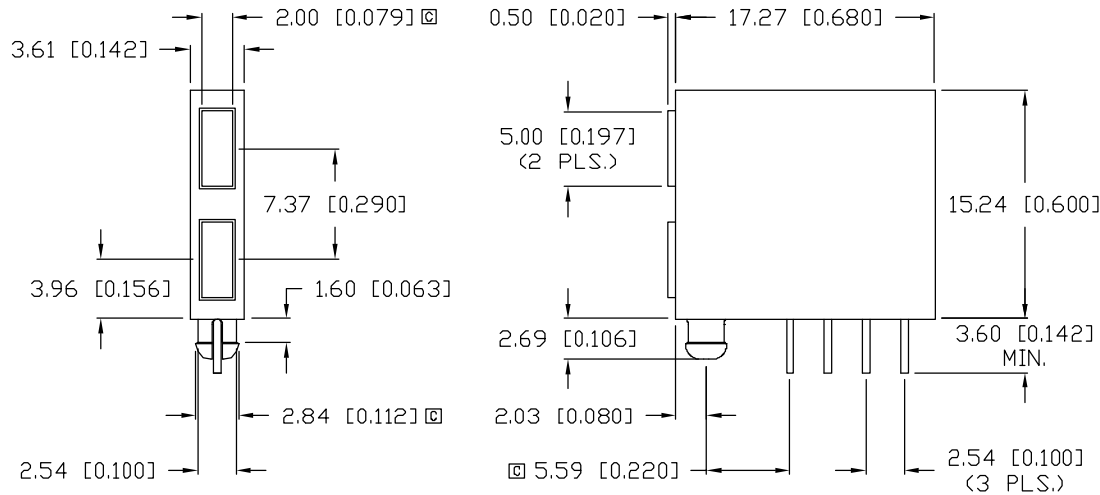 2.00 [0.079] C
0.50 [0.020]
17.27 [0.680]
3.61 [0.142]
5.00 [0.197]
(2 PLS.)
7.37 [0.290]
15.24 [0.600]
3.96 [0.156]
1.60 [0.063]
2.69 [0.106]
3.60 [0.142]
MIN.
2.84 [0.112] C
2.03 [0.080]
2.54 [0.100]
C 5.59 [0.220]
2.54 [0.100]
(3 PLS.)